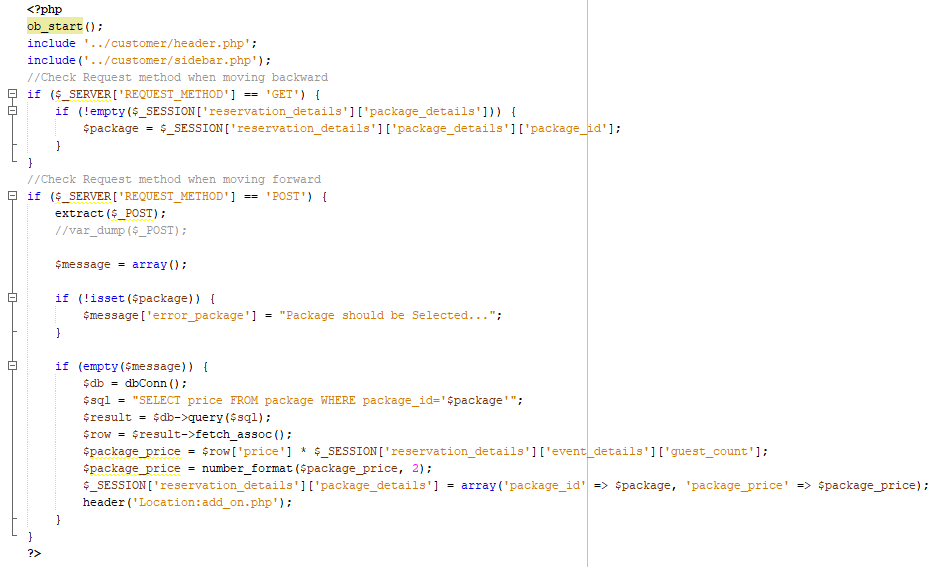 <?php
ob_start();
include '../customer/header.php';
include('../customer/sidebar.php');
//Check Request method when moving backward
if ($_SERVER['REQUEST_METHOD'] == 'GET') {
    if (!empty($_SESSION['reservation_details']['package_details'])) {
        $package = $_SESSION['reservation_details']['package_details']['package_id'];
    }
}
//Check Request method when moving forward
if ($_SERVER['REQUEST_METHOD'] == 'POST') {
    extract($_POST);
    //var_dump($_POST);
    $message = array();
    if (!isset($package)) {
        $message['error_package'] = "Package should be Selected...";
    }
    if (empty($message)) {
        $db = dbConn();
        $sql = "SELECT price FROM package WHERE package_id='$package'";
        $result = $db->query($sql);
        $row = $result->fetch_assoc();
        $package_price = $row['price'] * $_SESSION['reservation_details']['event_details']['guest_count'];
        $package_price = number_format($package_price, 2);
        $_SESSION['reservation_details']['package_details'] = array('package_id' => $package, 'package_price' => $package_price);
        header('Location:add_on.php');
    }
}
?>